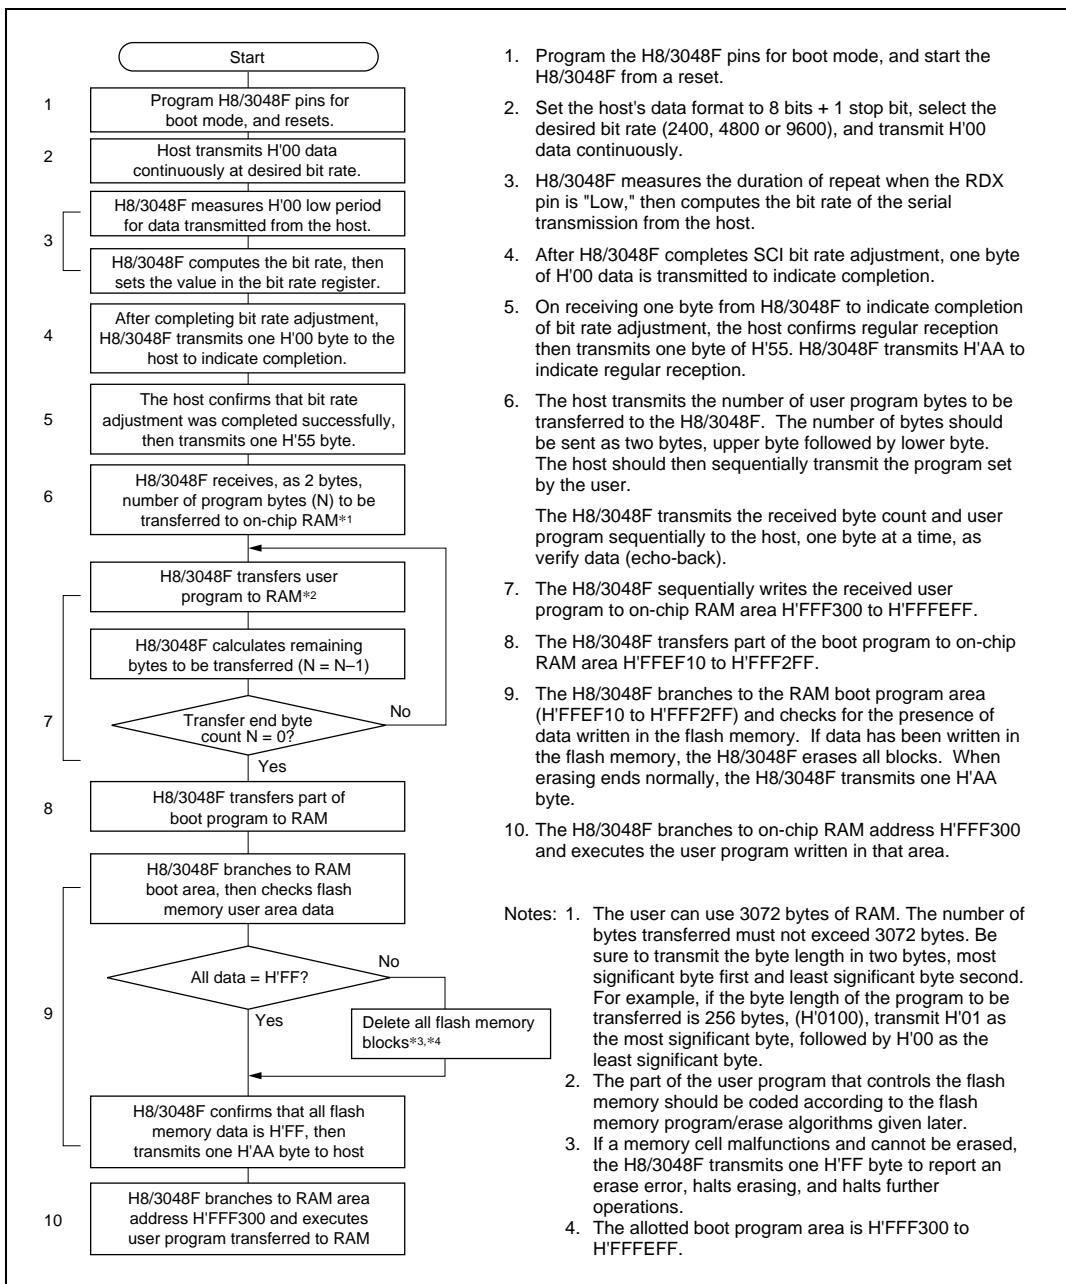 Start
1
Program H8/3048F pins for
boot mode, and resets.
2
Host transmits H'00 data
continuously at desired bit rate.
3
H8/3048F measures H'00 low period
for data transmitted from the host.
H8/3048F computes the bit rate, then
sets the value in the bit rate register.
4
After completing bit rate adjustment,
H8/3048F transmits one H'00 byte to the
host to indicate completion.
5
The host confirms that bit rate
adjustment was completed successfully,
then transmits one H'55 byte.
6
H8/3048F receives, as 2 bytes,
number of program bytes (N) to be
transferred to on-chip RAM*1
H8/3048F transfers user
program to RAM*2
H8/3048F calculates remaining
bytes to be transferred (N = N–1)
7
Transfer end byte
count N = 0?
No
Yes
8
H8/3048F transfers part of
boot program to RAM
H8/3048F branches to RAM
boot area, then checks flash
memory user area data
9
All data = H'FF?
No
Yes
Delete all flash memory
blocks*3,*4
H8/3048F confirms that all flash
memory data is H'FF, then
transmits one H'AA byte to host
10
H8/3048F branches to RAM area
address H'FFF300 and executes
user program transferred to RAM
1. Program the H8/3048F pins for boot mode, and start the
H8/3048F from a reset.
2. Set the host's data format to 8 bits + 1 stop bit, select the
desired bit rate (2400, 4800 or 9600), and transmit H'00
data continuously.
3. H8/3048F measures the duration of repeat when the RDX
pin is "Low," then computes the bit rate of the serial
transmission from the host.
4. After H8/3048F completes SCI bit rate adjustment, one byte
of H'00 data is transmitted to indicate completion.
5. On receiving one byte from H8/3048F to indicate completion
of bit rate adjustment, the host confirms regular reception
then transmits one byte of H'55. H8/3048F transmits H'AA to
indicate regular reception.
6. The host transmits the number of user program bytes to be
transferred to the H8/3048F. The number of bytes should
be sent as two bytes, upper byte followed by lower byte.
The host should then sequentially transmit the program set
by the user.
The H8/3048F transmits the received byte count and user
program sequentially to the host, one byte at a time, as
verify data (echo-back).
7. The H8/3048F sequentially writes the received user
program to on-chip RAM area H'FFF300 to H'FFFEFF.
8. The H8/3048F transfers part of the boot program to on-chip
RAM area H'FFEF10 to H'FFF2FF.
9. The H8/3048F branches to the RAM boot program area
(H'FFEF10 to H'FFF2FF) and checks for the presence of
data written in the flash memory. If data has been written in
the flash memory, the H8/3048F erases all blocks. When
erasing ends normally, the H8/3048F transmits one H'AA
byte.
10. The H8/3048F branches to on-chip RAM address H'FFF300
and executes the user program written in that area.
Notes: 1. The user can use 3072 bytes of RAM. The number of
bytes transferred must not exceed 3072 bytes. Be
sure to transmit the byte length in two bytes, most
significant byte first and least significant byte second.
For example, if the byte length of the program to be
transferred is 256 bytes, (H'0100), transmit H'01 as
the most significant byte, followed by H'00 as the
least significant byte.
2. The part of the user program that controls the flash
memory should be coded according to the flash
memory program/erase algorithms given later.
3. If a memory cell malfunctions and cannot be erased,
the H8/3048F transmits one H'FF byte to report an
erase error, halts erasing, and halts further
operations.
4. The allotted boot program area is H'FFF300 to
H'FFFEFF.